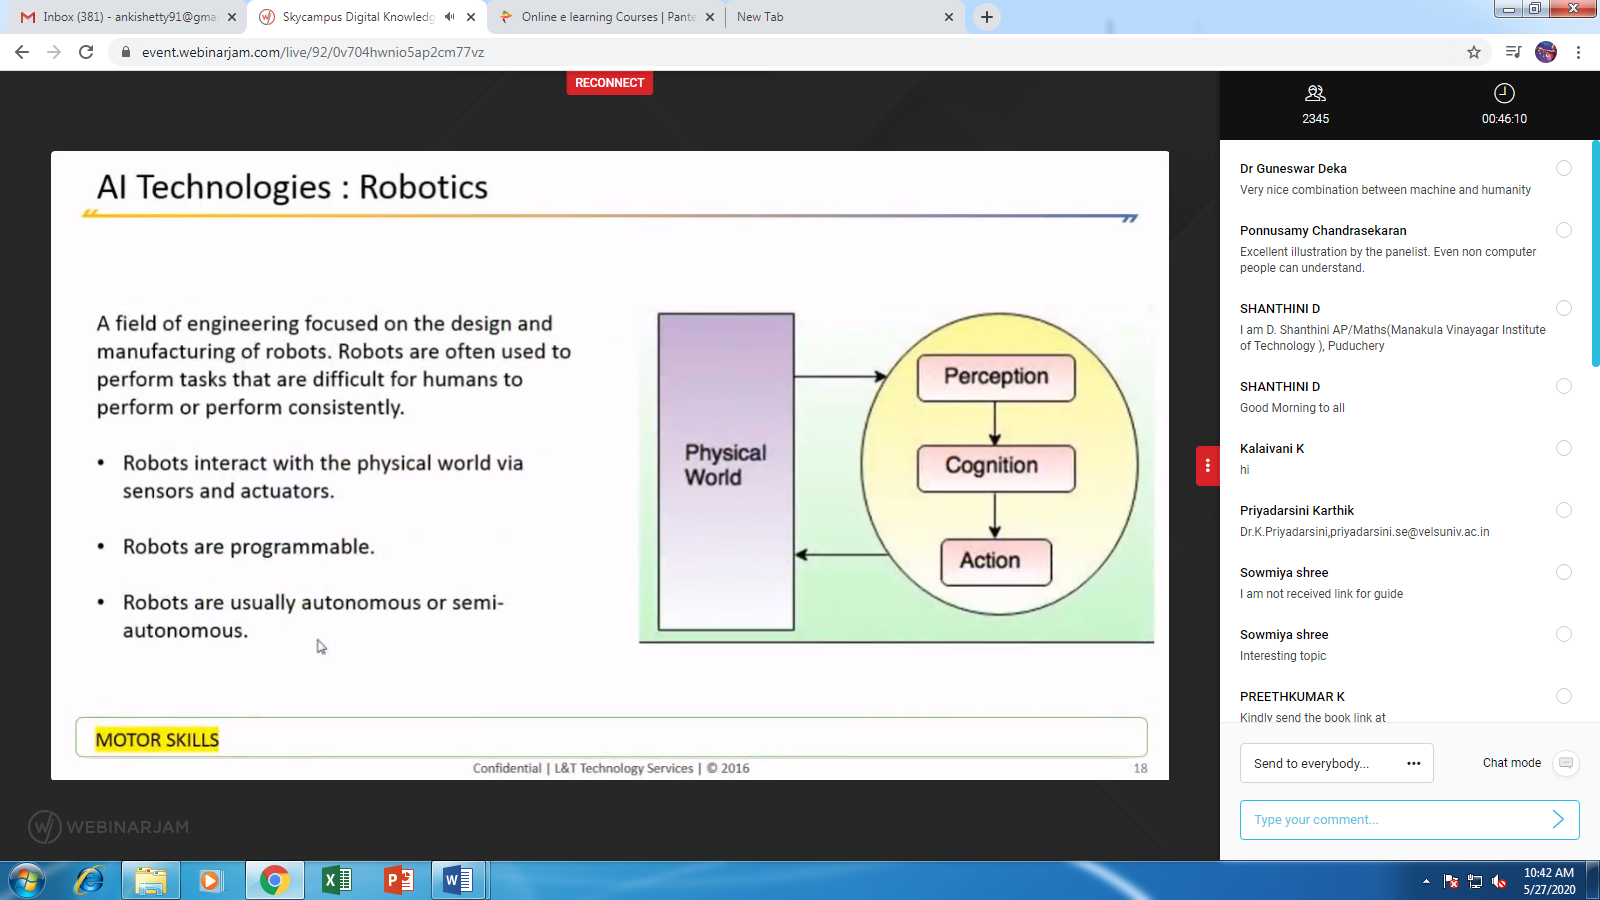 Inbox (381) - ankishetty91@gma
Skycampus Digital Knowledg
Online e learning Courses | Pante
New Tab
event.webinarjam.com/live/92/0v704hwnio5ap2cm77vz
RECONNECT
2345
00:46:10
AI Technologies : Robotics
A field of engineering focused on the design and
manufacturing of robots. Robots are often used to
perform tasks that are difficult for humans to
perform or perform consistently.
• Robots interact with the physical world via
sensors and actuators.
• Robots are programmable.
• Robots are usually autonomous or semi-
autonomous.
Physical
World
Perception
Cognition
Action
MOTOR SKILLS
Confidential | L&T Technology Services | © 2016
18
WEBINARJAM
Dr Guneswar Deka
Very nice combination between machine and humanity
Ponnusamy Chandrasekaran
Excellent illustration by the panelist. Even non computer
people can understand.
SHANTHINI D
I am D. Shanthini AP/Maths(Manakula Vinayagar Institute
of Technology ), Puduchery
SHANTHINI D
Good Morning to all
Kalaivani K
hi
Priyadarsini Karthik
Dr.K.Priyadarsini,priyadarsini.se@velsuniv.ac.in
Sowmiya shree
I am not received link for guide
Sowmiya shree
Interesting topic
PREETHKUMAR K
Kindly send the book link at
Send to everybody...
Chat mode
Type your comment...
10:42 AM
5/27/2020